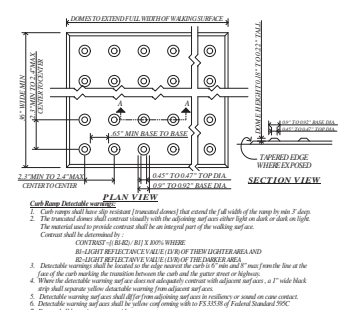 DOMES TO EXTEND FULL WIDTH OF WALKING SURFACE
36" WIDE MIN
2.3"MIN TO 2.4"MAX
CENTER TO CENTER
A
A
.65" MIN BASE TO BASE
2.3"MIN TO 2.4"MAX
CENTER TO CENTER
0.45" TO 0.47" TOP DIA.
0.9" TO 0.92" BASE DIA.
PLAN VIEW
DOME HEIGHT 0.18" TO 0.22" TALL
0.9" TO 0.92" BASE DIA.
0.45" TO 0.47" TOP DIA.
TAPERED EDGE
WHERE EXPOSED
SECTION VIEW
Curb Ramp Detectable warnings:
1. Curb ramps shall have slip resistant [truncated domes] that extend the full width of the ramp by min 3' deep.
2. The truncated domes shall contrast visually with the adjoining surfaces either light on dark or dark on light.
The material used to provide contrast shall be an integral part of the walking surface.
Contrast shall be determined by :
CONTRAST =[( B1-B2) / B1] X 100% WHERE
B1=LIGHT REFLECTANCE VALUE (LVR) OF THE W LIGHTER AREA AND
B2=LIGHT REFLECTANVE VALUE (LVR) OF THE DARKER AREA
3. Detectable warnings shall be located so the edge nearest the curb is 6" min and 8" max from the line at the
face of the curb marking the transition between the curb and the gutter street or highway.
4. Where the detectable warning surface does not adequately contrast with adjacent surfaces , a 1" wide black
strip shall separate yellow detectable warning from adjacent surfaces.
5. Detectable warning surfaces shall differ from adjoining surfaces in resiliency or sound on cane contact.
6. Detectable warning surfaces shall be yellow conforming with to FS33538 of Federal Standard 595C